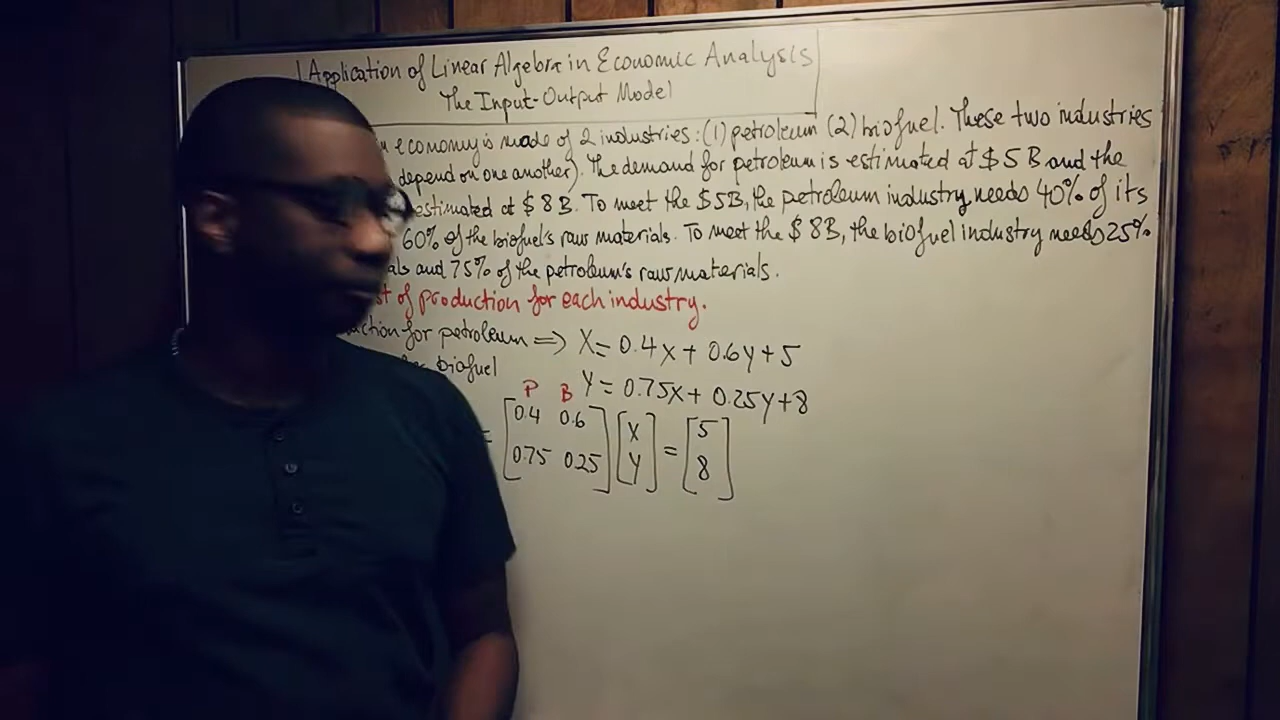 Application of Linear Algebra in Economic Analysis
The Input-Output Model
economy is made of 2 industries: (1) petroleum (2) biofuel. These two industries
depend on one another). The demand for petroleum is estimated at $ 5 B and the
estimated at $ 8 B. To meet the $ 5B, the petroleum industry needs 40% of its
60% of the biofuel's raw materials. To meet the $ 8B, the biofuel industry needs 25%
and 75% of the petroleum's raw materials.
of production for each industry.
for petroleum => X = 0.4x + 0.6y + 5
biofuel
P B Y = 0.75x + 0.25y + 8
= [0.4 0.6 [X = [5
0.75 0.25] Y] 8]